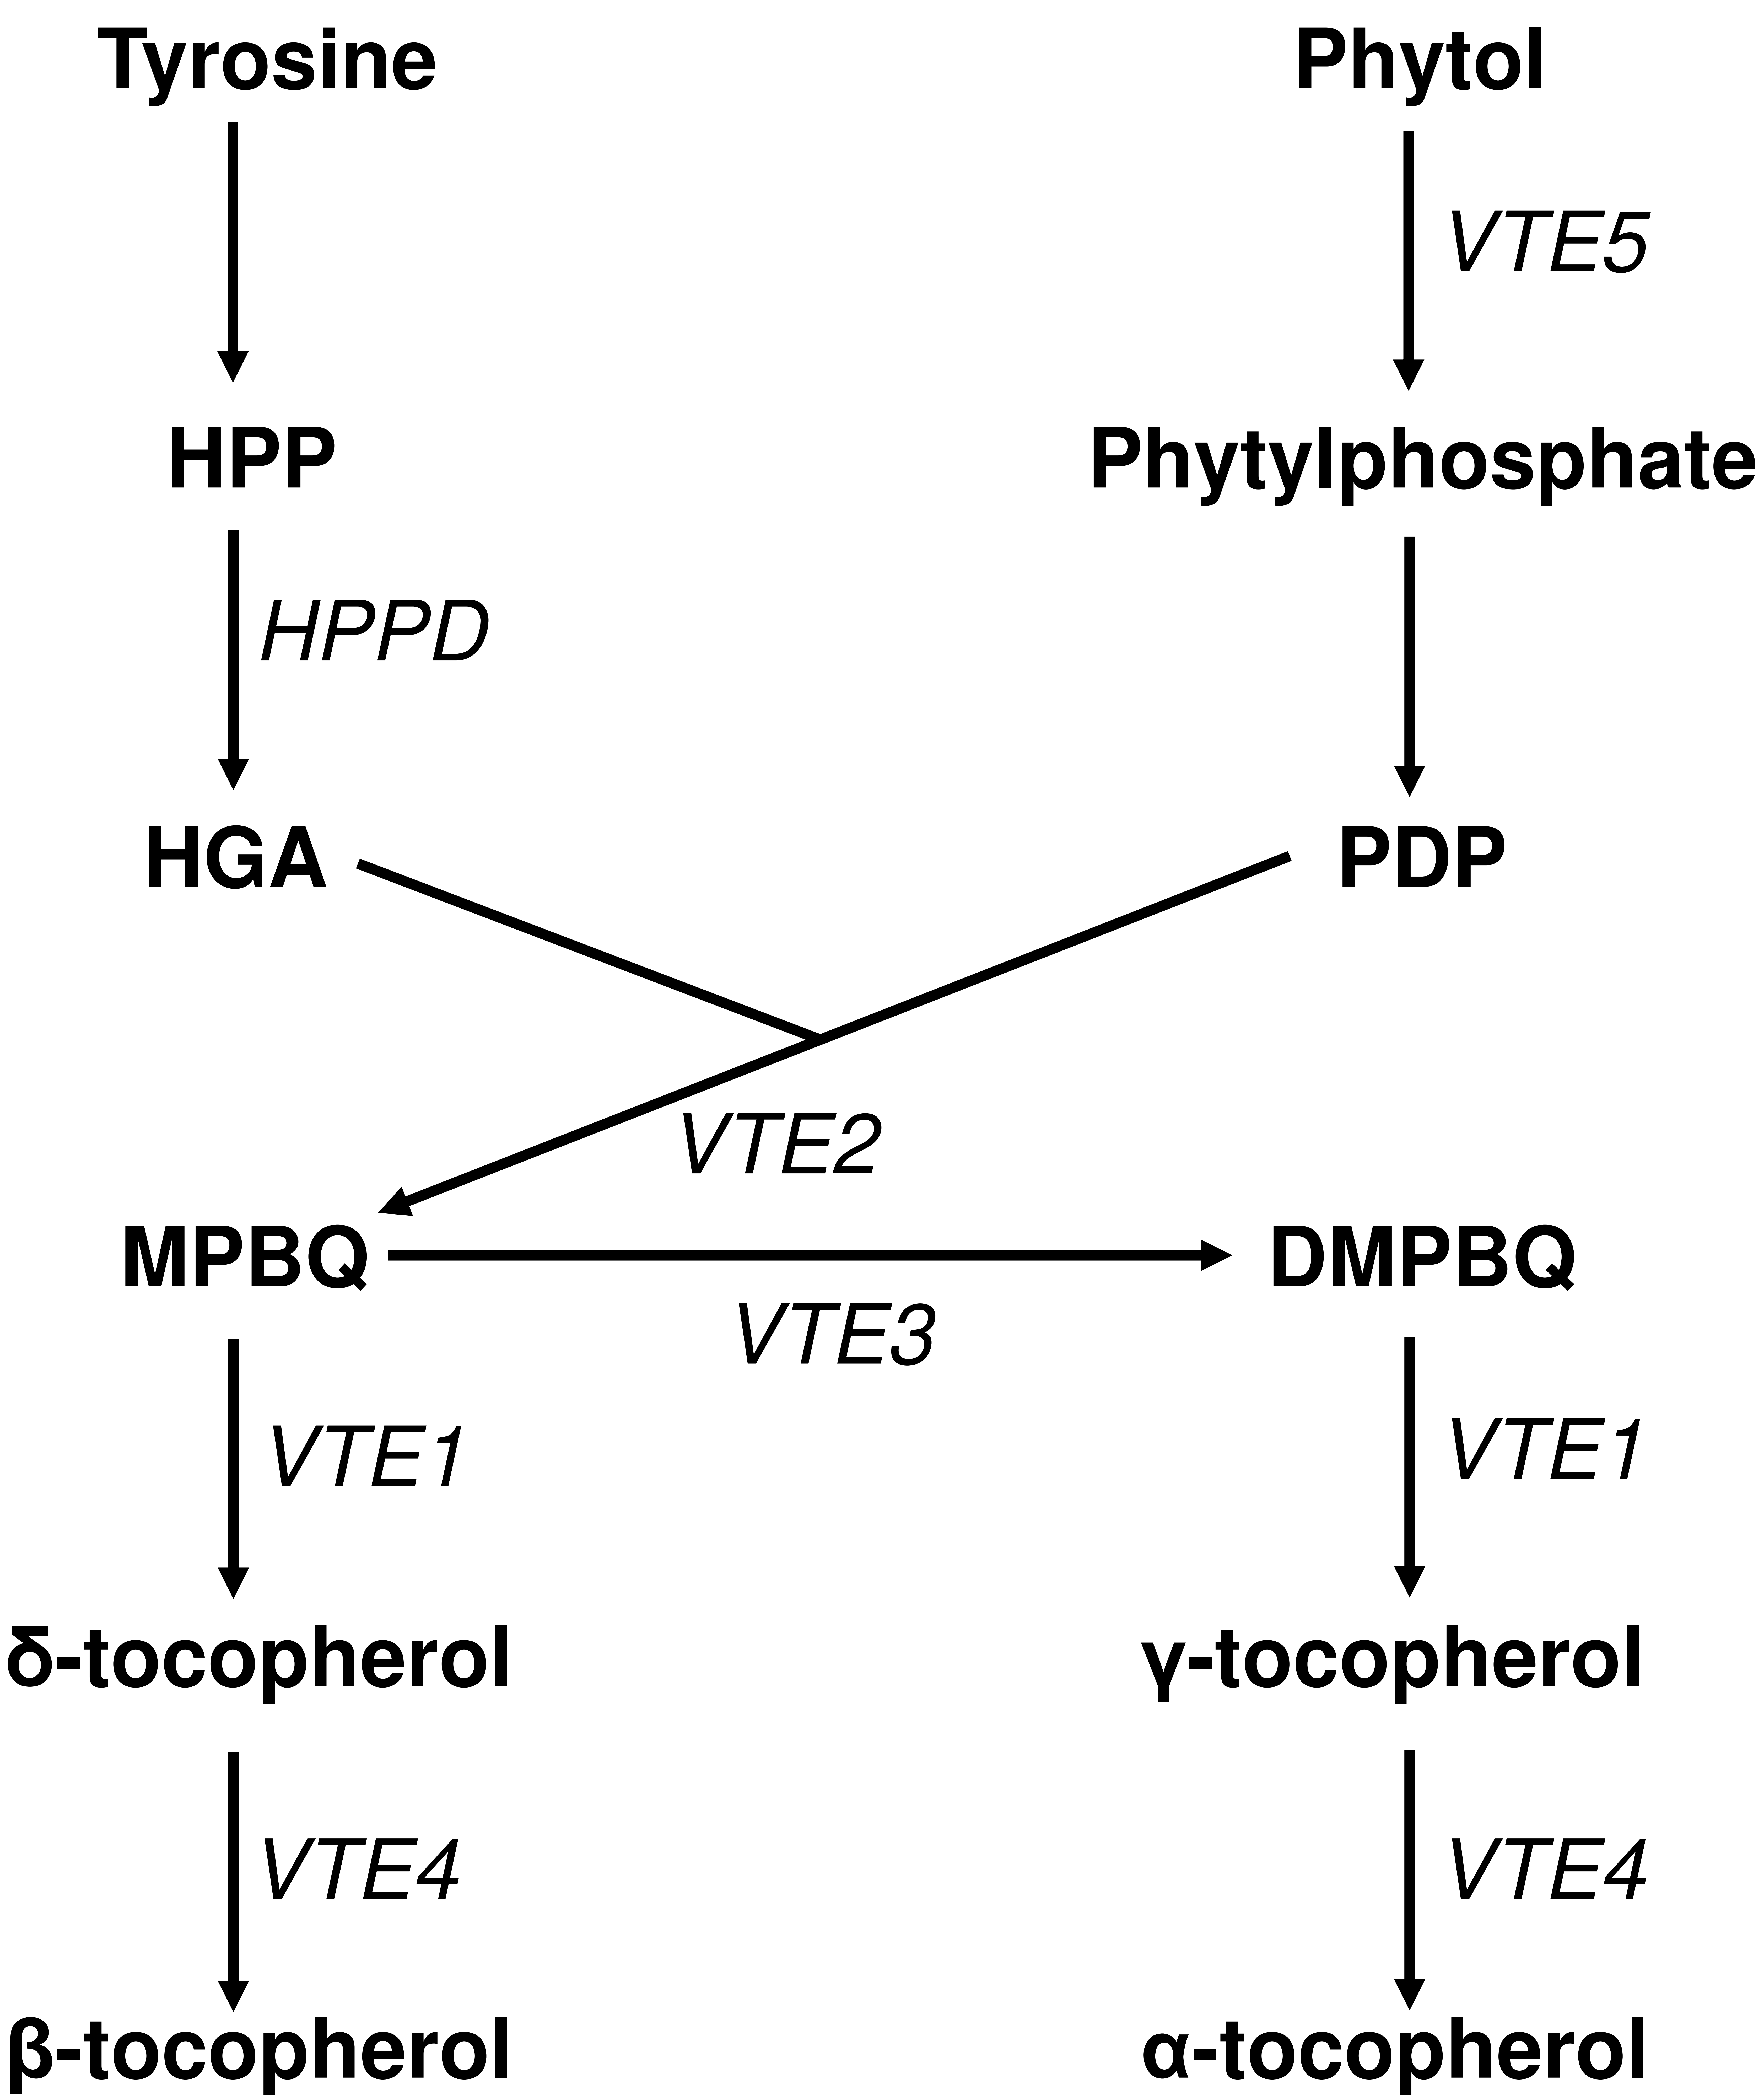 Tyrosine
Phytol
VTE5
HPP
Phytylphosphate
HPPD
HGA
PDP
VTE2
MPBQ
DMPBQ
VTE3
VTE1
VTE1
δ-tocopherol
γ-tocopherol
VTE4
VTE4
β-tocopherol
α-tocopherol